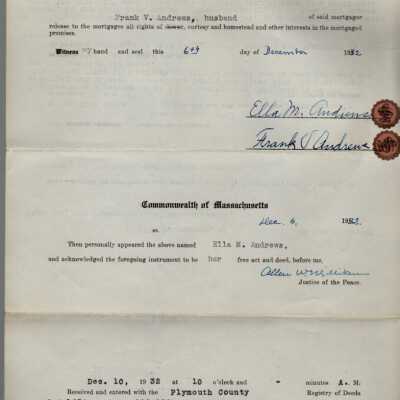 Frank V. Andrews, husband of said mortgagor
release to the mortgagee all rights of dower, curtesy and homestead and other interests in the mortgaged
premises.
Witness my hand and seal this 6th day of December 1932
Ella M. Andrews
Frank V Andrews
Commonwealth of Massachusetts
ss. Dec. 6, 1932.
Then personally appeared the above named Ella M. Andrews,
and acknowledged the foregoing instrument to be her free act and deed, before me,
Allen
Justice of the Peace.
Dec. 10, 1932 at 10 o'clock and - minutes A. M.
Received and entered with the Plymouth County Registry of Deeds